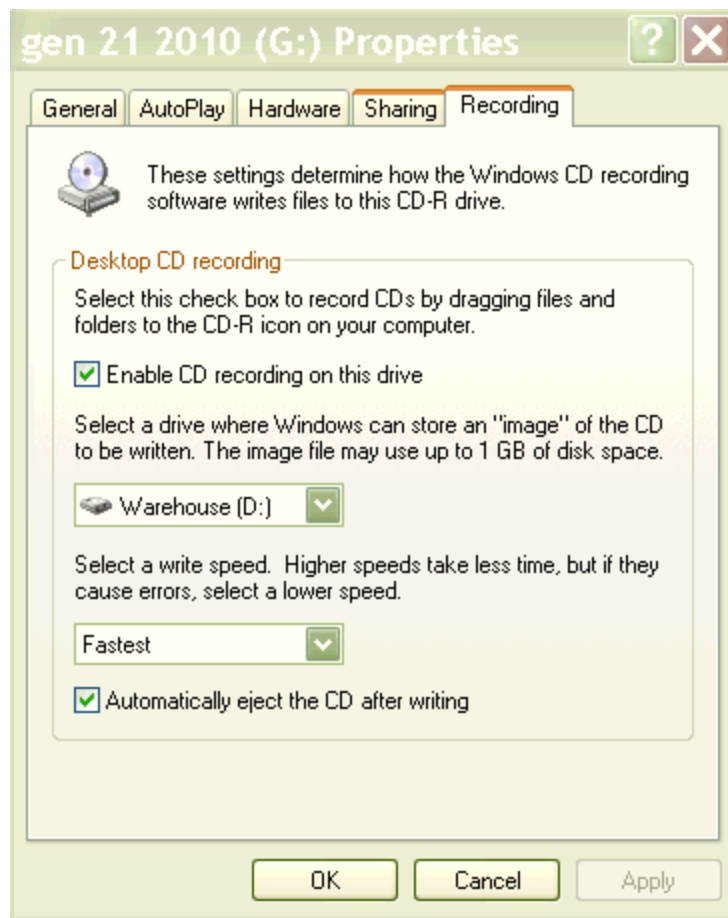 gen 21 2010 (G:) Properties
General AutoPlay Hardware Sharing Recording
These settings determine how the Windows CD recording
software writes files to this CD-R drive.
Desktop CD recording
Select this check box to record CDs by dragging files and
folders to the CD-R icon on your computer.
Enable CD recording on this drive
Select a drive where Windows can store an "image" of the CD
to be written. The image file may use up to 1 GB of disk space.
Warehouse (D:)
Select a write speed.  Higher speeds take less time, but if they
cause errors, select a lower speed.
Fastest
Automatically eject the CD after writing
OK Cancel Apply